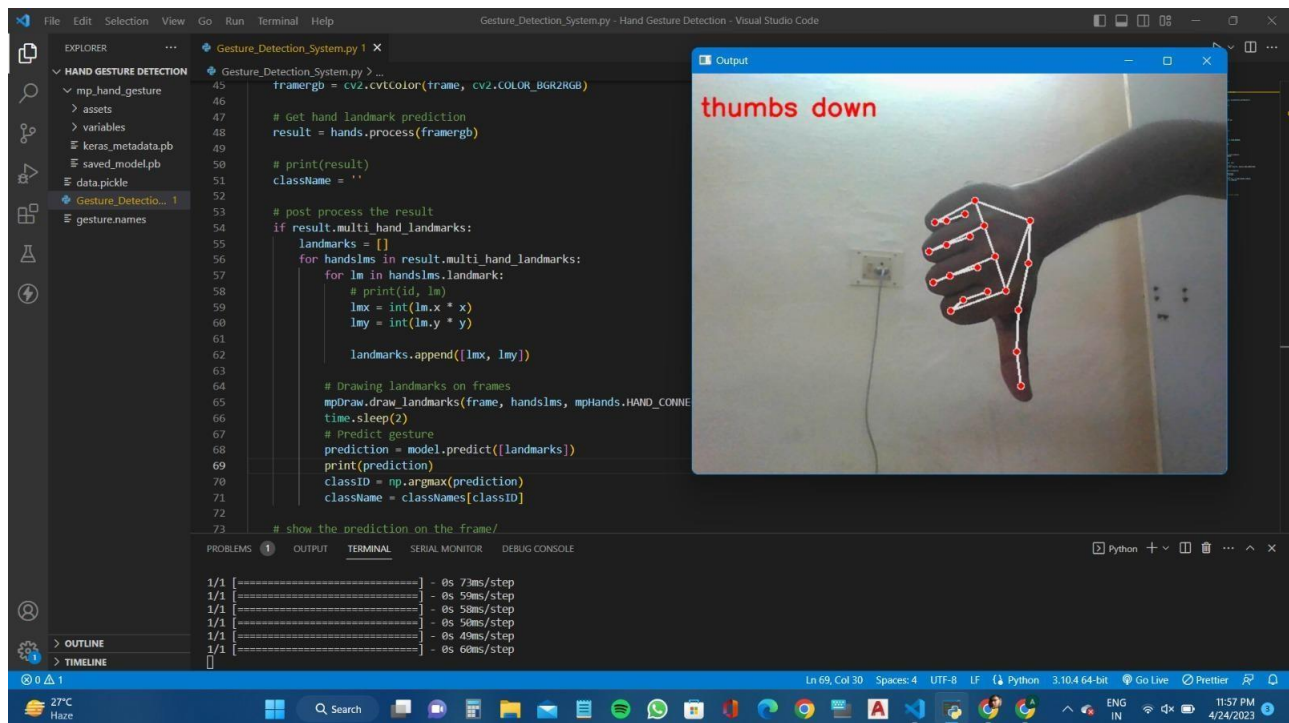 File Edit Selection View Go Run Terminal Help
Gesture_Detection_System.py - Hand Gesture Detection - Visual Studio Code
EXPLORER ...
HAND GESTURE DETECTION
mp_hand_gesture
assets
variables
keras_metadata.pb
saved_model.pb
data.pickle
Gesture_Detectio... 1
gesture.names
OUTLINE
TIMELINE
Gesture_Detection_System.py 1
Gesture_Detection_System.py > ...
45 framergb = cv2.cvtColor(frame, cv2.COLOR_BGR2RGB)
46
47 # Get hand landmark prediction
48 result = hands.process(framergb)
49
50 # print(result)
51 className = ''
52
53 # post process the result
54 if result.multi_hand_landmarks:
55 landmarks = []
56 for handslms in result.multi_hand_landmarks:
57 for lm in handslms.landmark:
58 # print(id, lm)
59 lmx = int(lm.x * x)
60 lmy = int(lm.y * y)
61
62 landmarks.append([lmx, lmy])
63
64 # Drawing landmarks on frames
65 mpDraw.draw_landmarks(frame, handslms, mpHands.HAND_CONNE
66 time.sleep(2)
67 # Predict gesture
68 prediction = model.predict([landmarks])
69 print(prediction)
70 classID = np.argmax(prediction)
71 className = classNames[classID]
72
73 # show the prediction on the frame/
Output
thumbs down
PROBLEMS 1 OUTPUT TERMINAL SERIAL MONITOR DEBUG CONSOLE
Python
1/1 [==============================] - 0s 73ms/step
1/1 [==============================] - 0s 59ms/step
1/1 [==============================] - 0s 58ms/step
1/1 [==============================] - 0s 50ms/step
1/1 [==============================] - 0s 49ms/step
1/1 [==============================] - 0s 60ms/step
0 1 Ln 69, Col 30 Spaces: 4 UTF-8 LF Python 3.10.4 64-bit Go Live Prettier
27°C
Haze
Search
ENG
IN
11:57 PM
4/24/2023
3